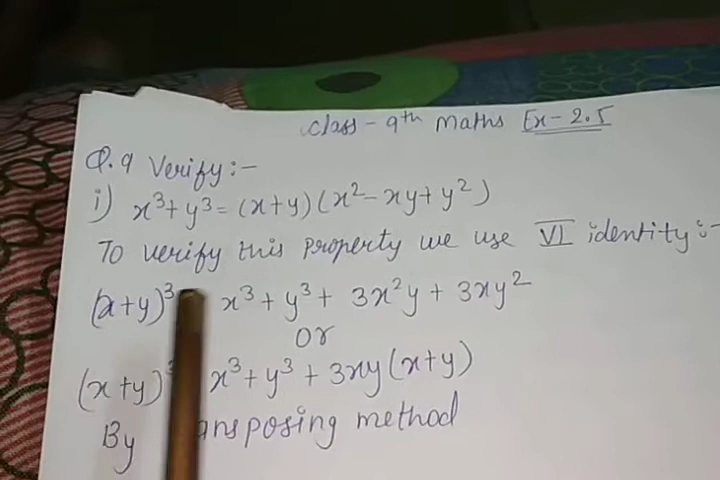 Class - 9th Maths Ex - 2.5
Q.9 Verify :-
i) x³ + y³ = (x+y) (x² - xy + y²)
To verify this property we use VI identity :-
(x+y)³ x³ + y³ + 3x²y + 3xy²
or
(x+y)³ x³ + y³ + 3xy (x+y)
By method